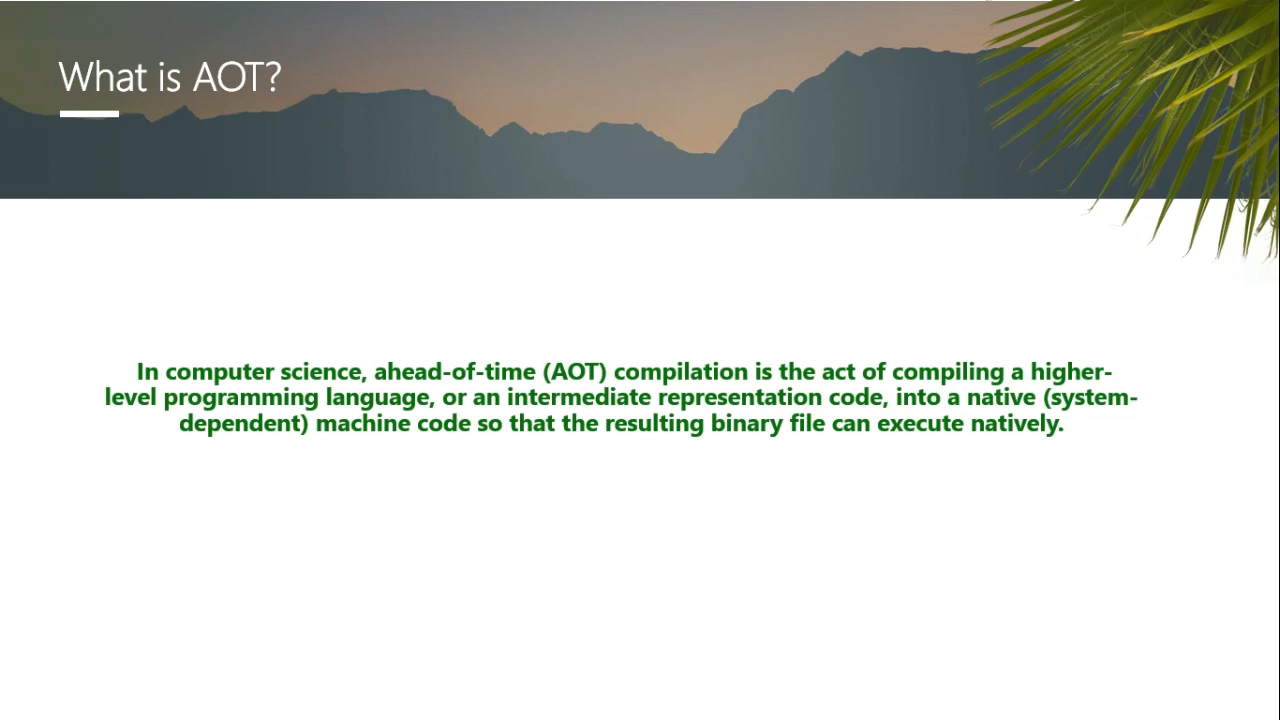 What is AOT?
In computer science, ahead-of-time (AOT) compilation is the act of compiling a higher-
level programming language, or an intermediate representation code, into a native (system-
dependent) machine code so that the resulting binary file can execute natively.